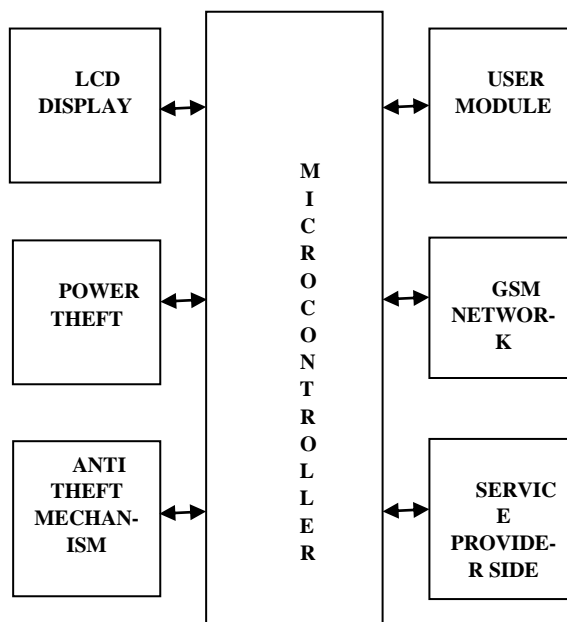 LCD
DISPLAY
POWER
THEFT
ANTI
THEFT
MECHAN-
ISM
M
I
C
R
O
C
O
N
T
R
O
L
L
E
R
USER
MODULE
GSM
NETWOR-
K
SERVIC
E
PROVIDE-
R SIDE